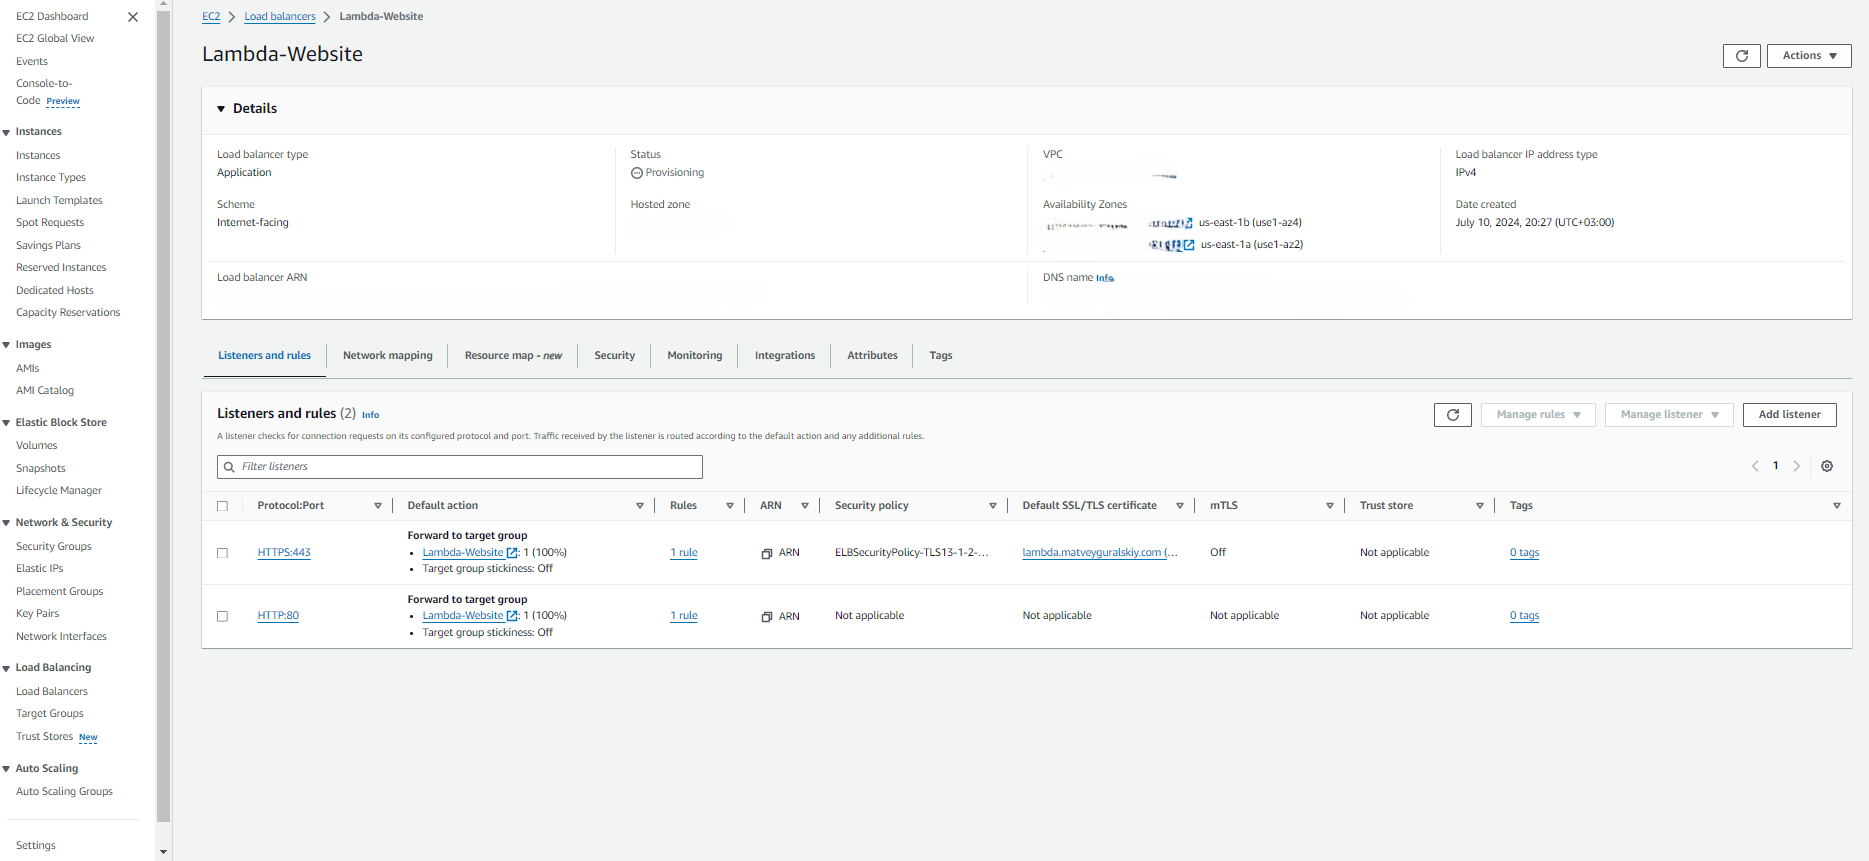 EC2 Dashboard
EC2 Global View
Events
Console-to-
Code Preview
Instances
Instances
Instance Types
Launch Templates
Spot Requests
Savings Plans
Reserved Instances
Dedicated Hosts
Capacity Reservations
Images
AMIs
AMI Catalog
Elastic Block Store
Volumes
Snapshots
Lifecycle Manager
Network & Security
Security Groups
Elastic IPs
Placement Groups
Key Pairs
Network Interfaces
Load Balancing
Load Balancers
Target Groups
Trust Stores New
Auto Scaling
Auto Scaling Groups
Settings
EC2 Load balancers Lambda-Website
Lambda-Website
Actions
Details
Load balancer type
Application
Status
Provisioning
VPC
Load balancer IP address type
IPv4
Scheme
Internet-facing
Hosted zone
Availability Zones
us-east-1b (use1-az4)
us-east-1a (use1-az2)
Date created
July 10, 2024, 20:27 (UTC+03:00)
Load balancer ARN
DNS name Info
Listeners and rules Network mapping Resource map - new Security Monitoring Integrations Attributes Tags
Listeners and rules (2) Info
Manage rules Manage listener Add listener
A listener checks for connection requests on its configured protocol and port. Traffic received by the listener is routed according to the default action and any additional rules.
Filter listeners
1
Protocol:Port Default action Rules ARN Security policy Default SSL/TLS certificate mTLS Trust store Tags
Forward to target group
HTTPS:443 • Lambda-Website : 1 (100%) 1 rule ARN ELBSecurityPolicy-TLS13-1-2-... lambda.matveyguralskiy.com (... Off Not applicable 0 tags
• Target group stickiness: Off
Forward to target group
HTTP:80 • Lambda-Website : 1 (100%) 1 rule ARN Not applicable Not applicable Not applicable Not applicable 0 tags
• Target group stickiness: Off